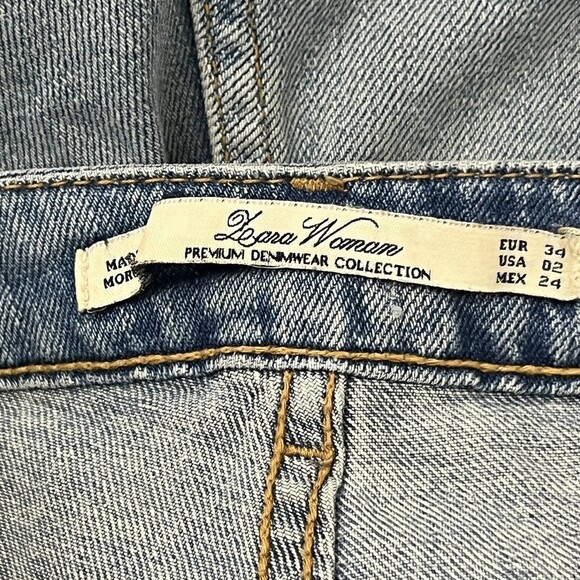 Zara Woman
PREMIUM DENIMWEAR COLLECTION
EUR 34
USA 02
MEX 24